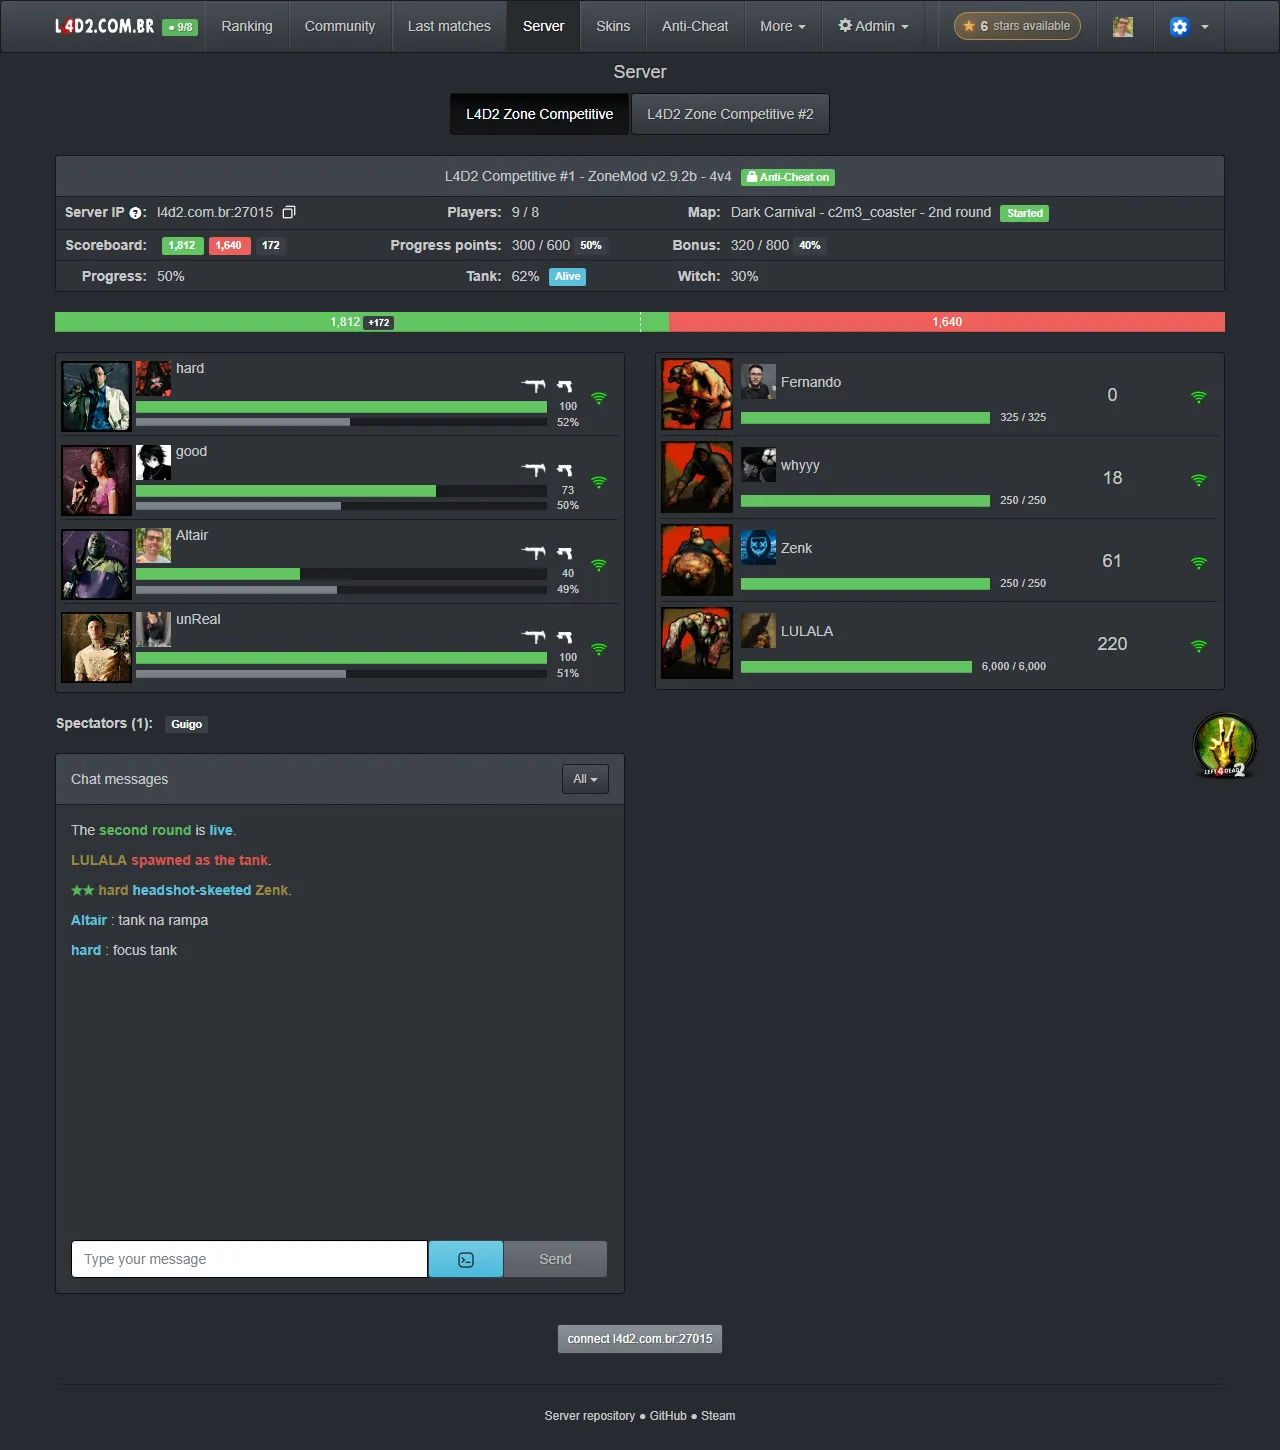 L4D2.COM.BR ● 9/8 Ranking Community Last matches Server Skins Anti-Cheat More Admin ★ 6 stars available
Server
L4D2 Zone Competitive L4D2 Zone Competitive #2
L4D2 Competitive #1 - ZoneMod v2.9.2b - 4v4 Anti-Cheat on
Server IP ?: l4d2.com.br:27015 Players: 9 / 8 Map: Dark Carnival - c2m3_coaster - 2nd round Started
Scoreboard: 1,812 1,640 172 Progress points: 300 / 600 50% Bonus: 320 / 800 40%
Progress: 50% Tank: 62% Alive Witch: 30%
1,812 +172 1,640
hard
100
52%
good
73
50%
Altair
40
49%
unReal
100
51%
Fernando 0
325 / 325
whyyy 18
250 / 250
Zenk 61
250 / 250
LULALA 220
6,000 / 6,000
Spectators (1): Guigo
LEFT 4 DEAD 2
Chat messages All
The second round is live.
LULALA spawned as the tank.
★★ hard headshot-skeeted Zenk.
Altair : tank na rampa
hard : focus tank
Type your message Send
connect l4d2.com.br:27015
Server repository ● GitHub ● Steam